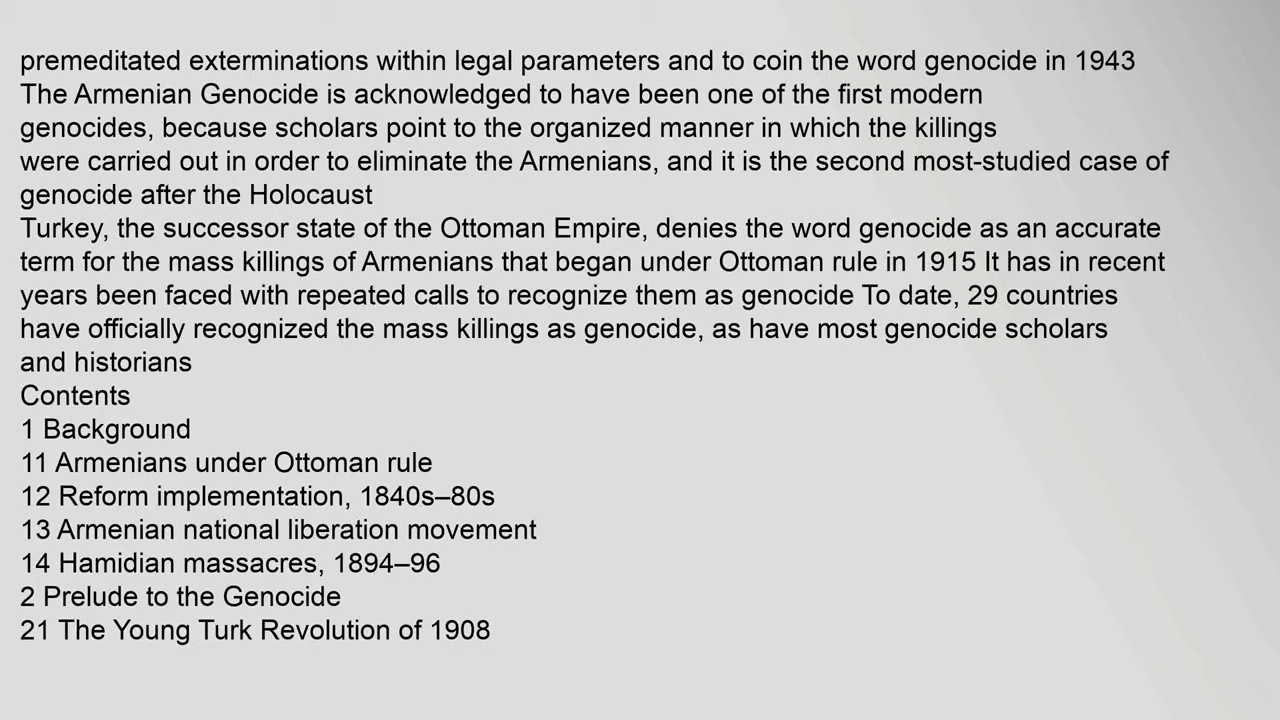 premeditated exterminations within legal parameters and to coin the word genocide in 1943
The Armenian Genocide is acknowledged to have been one of the first modern
genocides, because scholars point to the organized manner in which the killings
were carried out in order to eliminate the Armenians, and it is the second most-studied case of
genocide after the Holocaust
Turkey, the successor state of the Ottoman Empire, denies the word genocide as an accurate
term for the mass killings of Armenians that began under Ottoman rule in 1915 It has in recent
years been faced with repeated calls to recognize them as genocide To date, 29 countries
have officially recognized the mass killings as genocide, as have most genocide scholars
and historians
Contents
1 Background
11 Armenians under Ottoman rule
12 Reform implementation, 1840s–80s
13 Armenian national liberation movement
14 Hamidian massacres, 1894–96
2 Prelude to the Genocide
21 The Young Turk Revolution of 1908